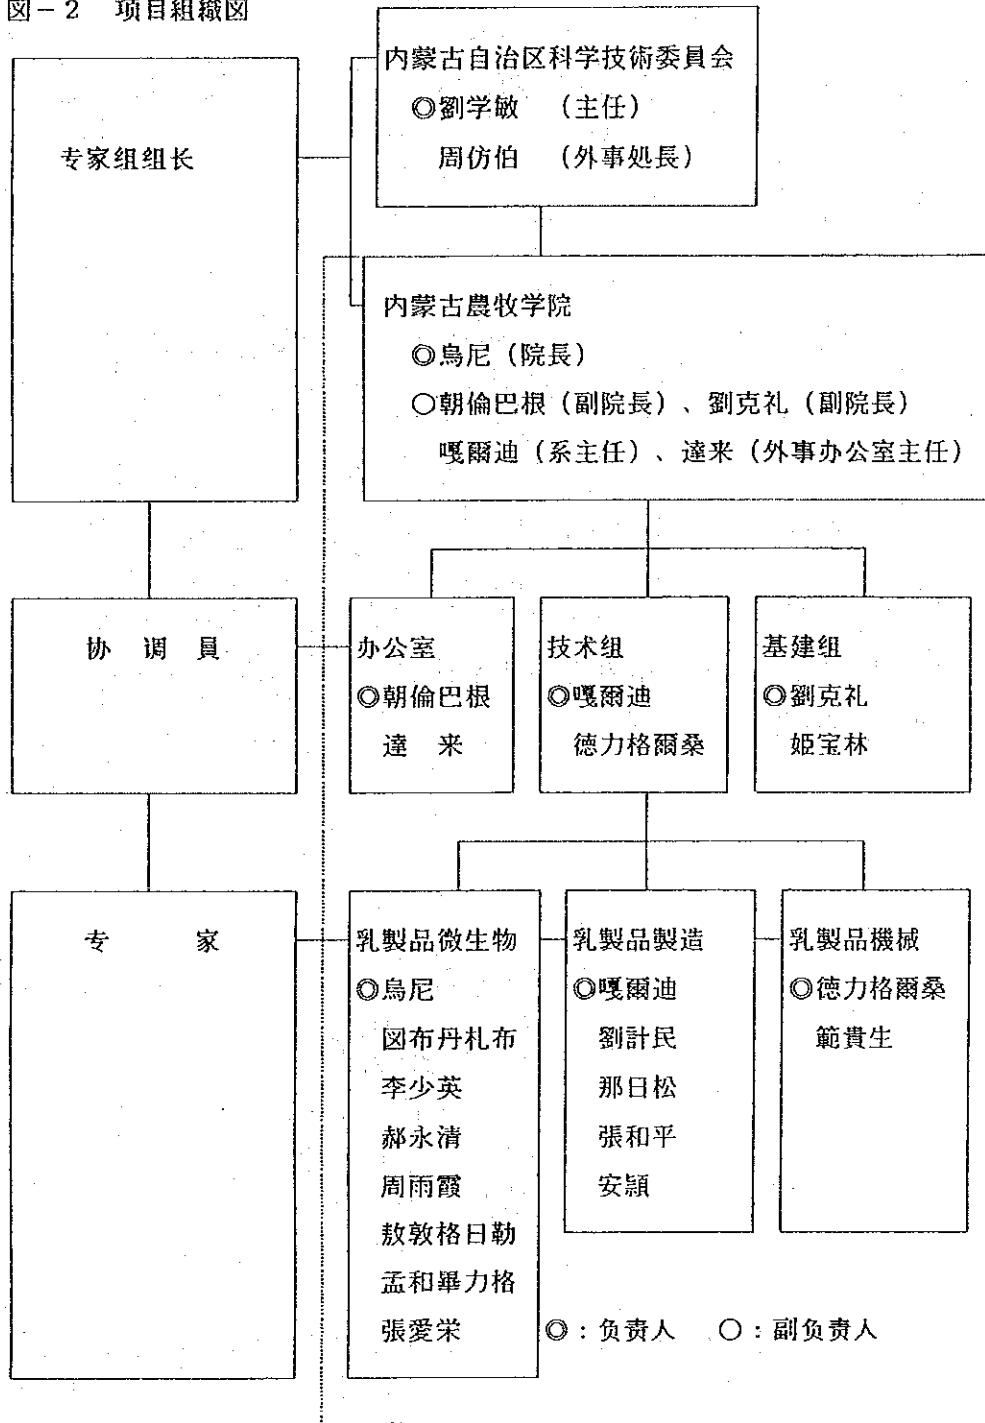 図－2　项目組織図
内蒙古自治区科学技術委員会
◎劉学敏　（主任）
周仿伯　（外事処長）
专家组组长
内蒙古農牧学院
◎烏尼（院長）
○朝倫巴根（副院長）、劉克礼（副院長）
嘎爾迪（系主任）、達来（外事办公室主任）
协　调　員
办公室
◎朝倫巴根
達　来
技术组
◎嘎爾迪
徳力格爾桑
基建组
◎劉克礼
姫宝林
专　　家
乳製品微生物
◎烏尼
図布丹札布
李少英
郝永清
周雨霞
敖敦格日勒
孟和畢力格
張愛栄
乳製品製造
◎嘎爾迪
劉計民
那日松
張和平
安顥
乳製品機械
◎徳力格爾桑
範貴生
◎：负责人　○：副负责人